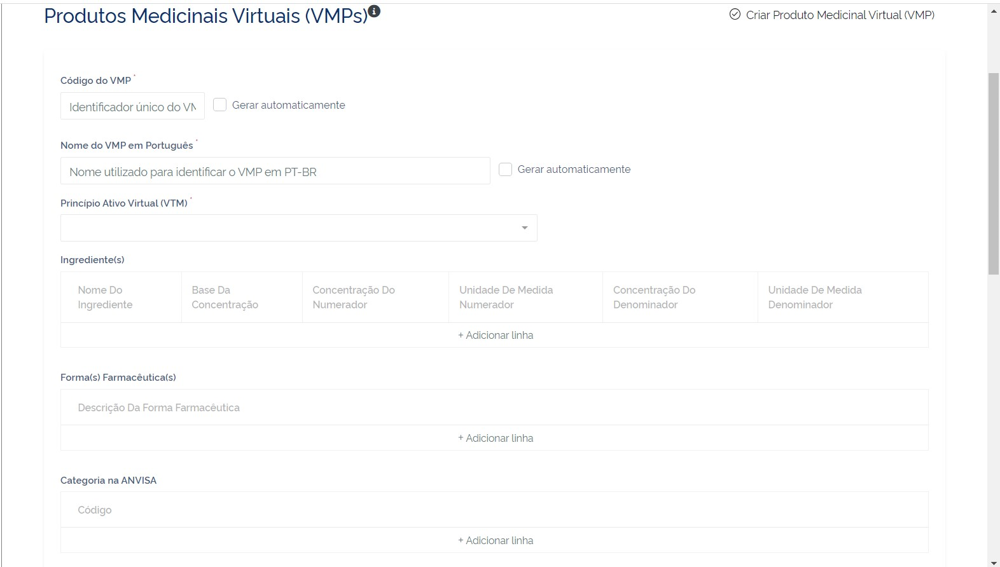 Produtos Medicinais Virtuais (VMPs)
Criar Produto Medicinal Virtual (VMP)
Código do VMP *
Identificador único do VM
Gerar automaticamente
Nome do VMP em Português *
Nome utilizado para identificar o VMP em PT-BR
Gerar automaticamente
Princípio Ativo Virtual (VTM) *
Ingrediente(s)
Nome Do
Ingrediente
Base Da
Concentração
Concentração Do
Numerador
Unidade De Medida
Numerador
Concentração Do
Denominador
Unidade De Medida
Denominador
+ Adicionar linha
Forma(s) Farmacêutica(s)
Descrição Da Forma Farmacêutica
+ Adicionar linha
Categoria na ANVISA
Código
+ Adicionar linha